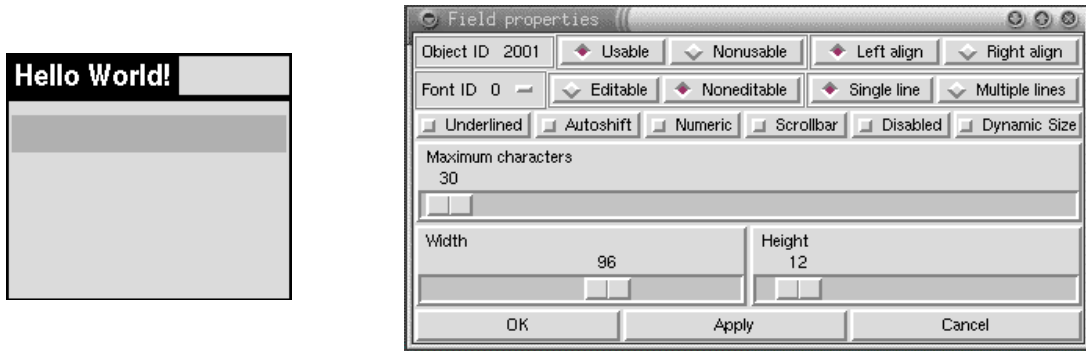 Hello World!
Field properties
Object ID 2001 Usable Nonusable Left align Right align
Font ID 0 Editable Noneditable Single line Multiple lines
Underlined Autoshift Numeric Scrollbar Disabled Dynamic Size
Maximum characters
30
Width Height
96 12
OK Apply Cancel